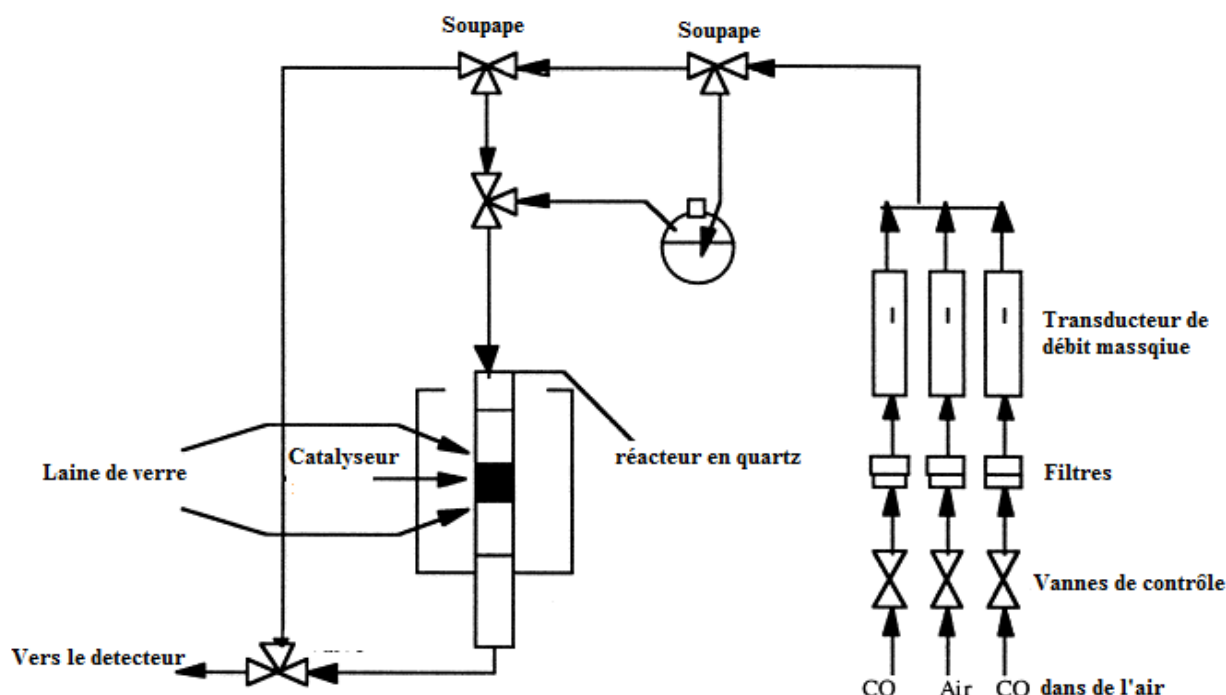 Soupape
Soupape
Transducteur de
débit massqiue
Laine de verre
Catalyseur
réacteur en quartz
Filtres
Vannes de contrôle
Vers le detecteur
CO Air CO dans de l'air